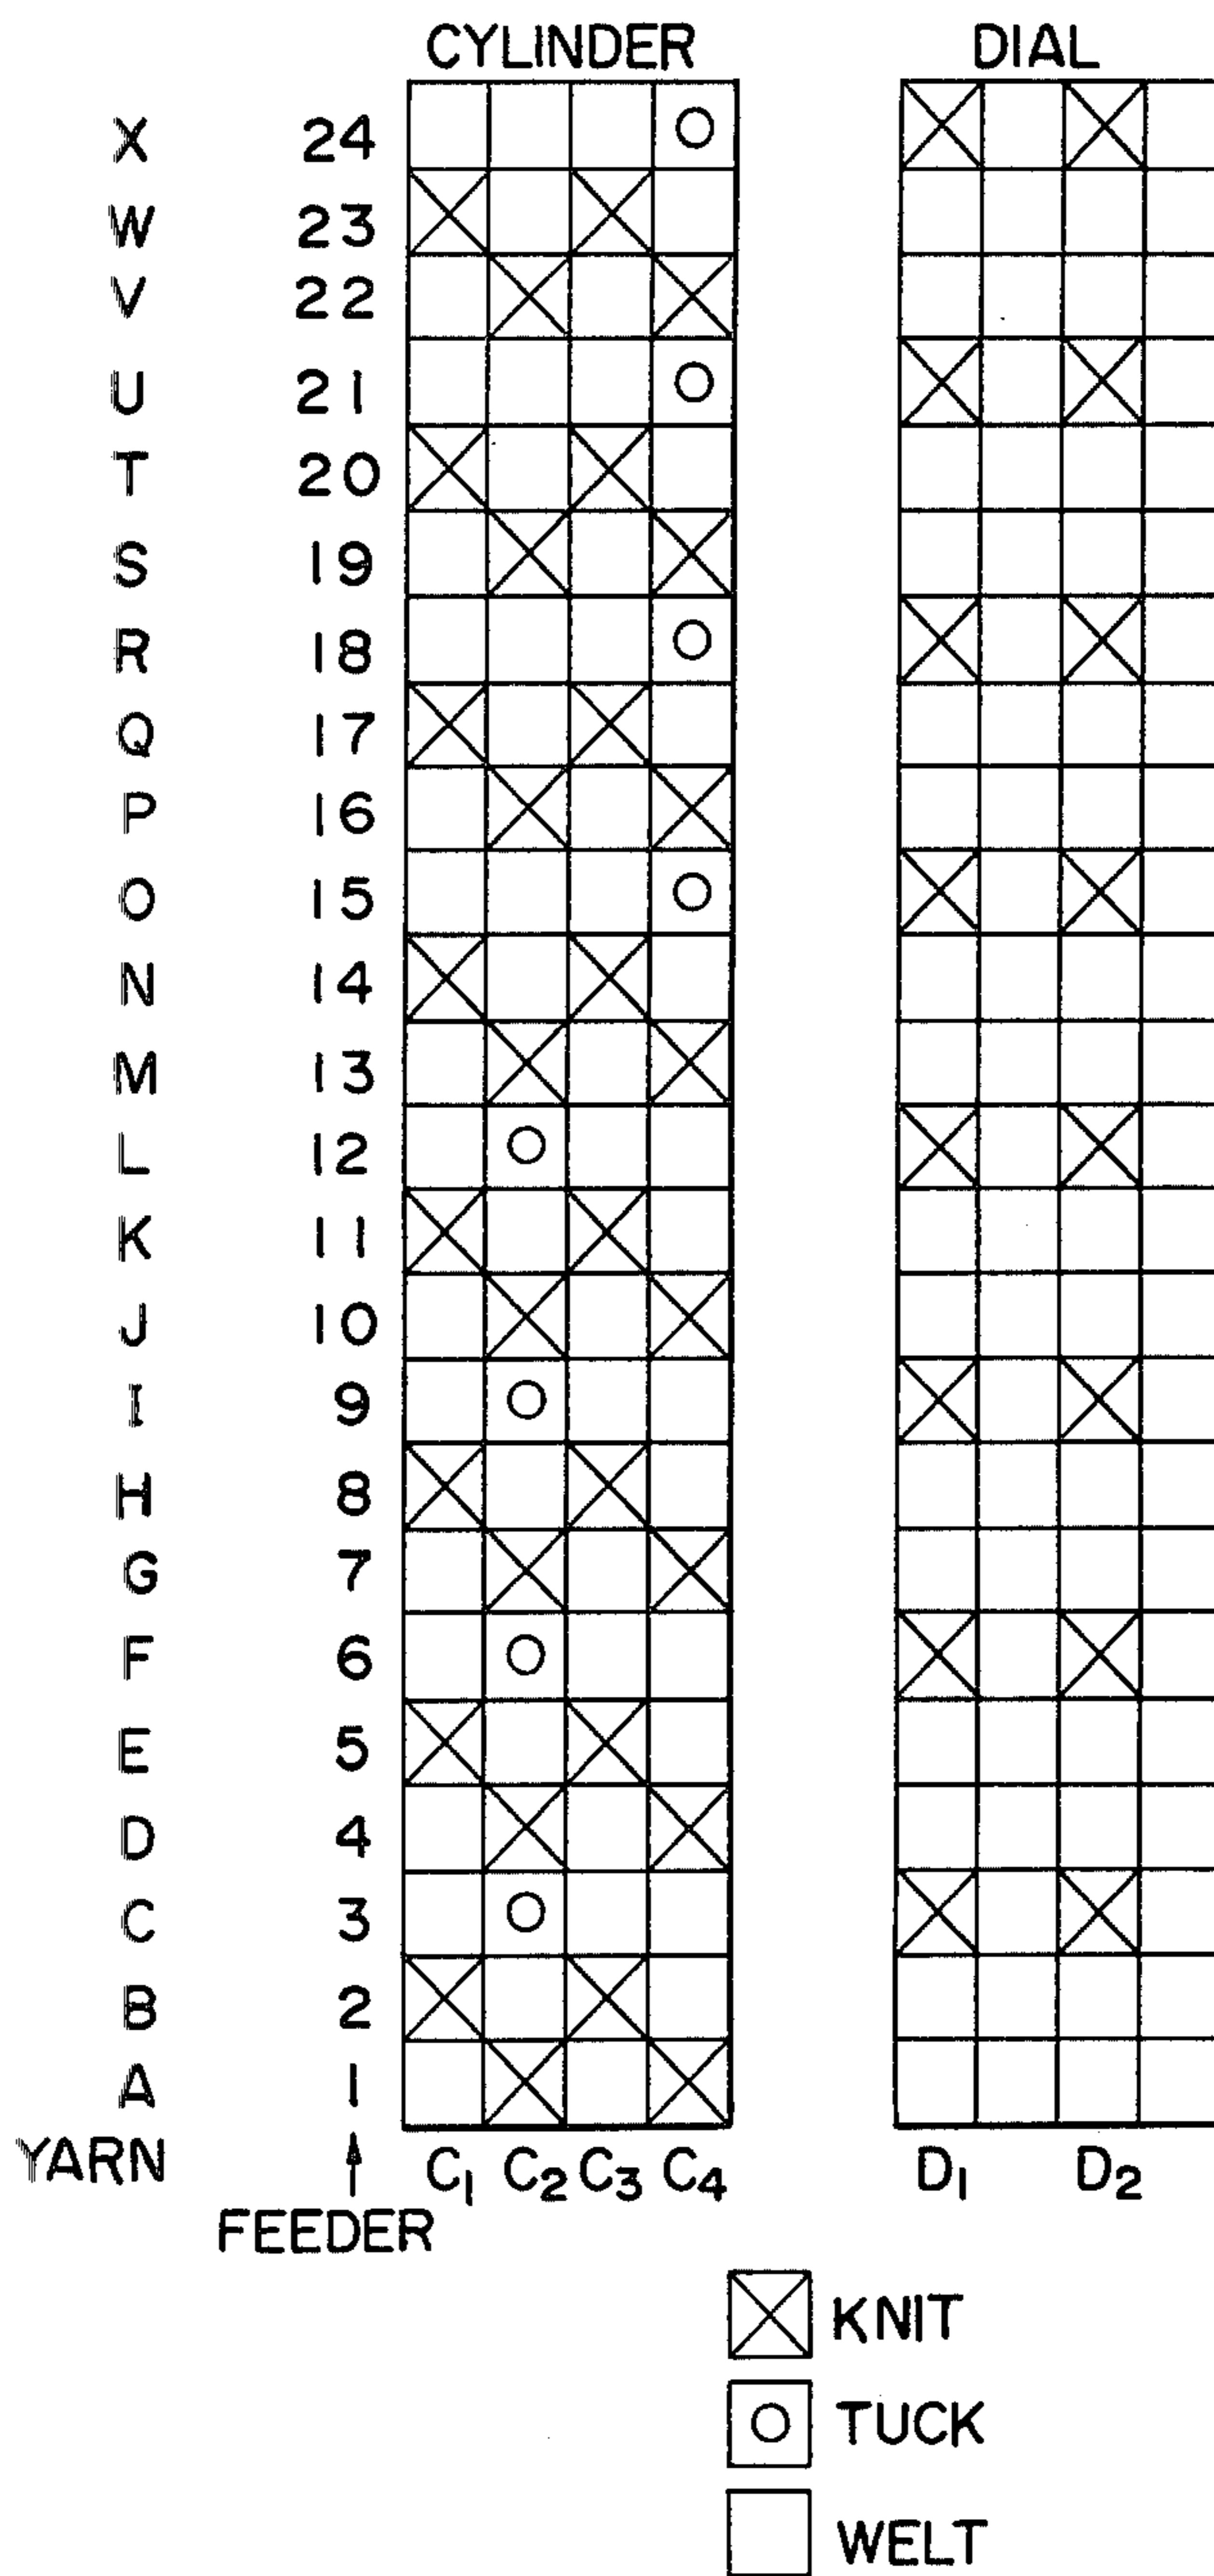 CYLINDER DIAL
X 24
W 23
V 22
U 21
T 20
S 19
R 18
Q 17
P 16
O 15
N 14
M 13
L 12
K 11
J 10
I 9
H 8
G 7
F 6
E 5
D 4
C 3
B 2
A 1
YARN C1 C2 C3 C4 D1 D2
FEEDER
KNIT
TUCK
WELT